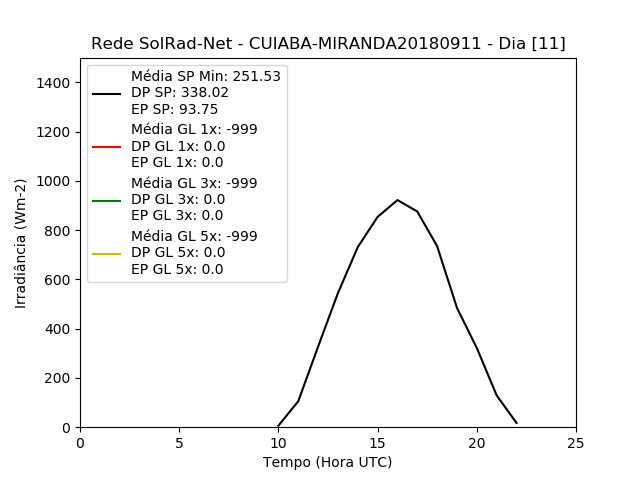 Rede SolRad-Net - CUIABA-MIRANDA20180911 - Dia [11]
Média SP Min: 251.53
DP SP: 338.02
EP SP: 93.75
Média GL 1x: -999
DP GL 1x: 0.0
EP GL 1x: 0.0
Média GL 3x: -999
DP GL 3x: 0.0
EP GL 3x: 0.0
Média GL 5x: -999
DP GL 5x: 0.0
EP GL 5x: 0.0
Irradiância (Wm-2)
1400
1200
1000
800
600
400
200
0
0 5 10 15 20 25
Tempo (Hora UTC)